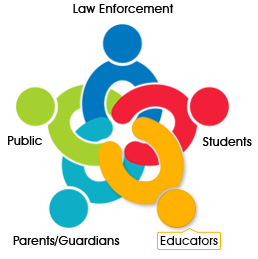 Law Enforcement
Public
Students
Parents/Guardians
Educators